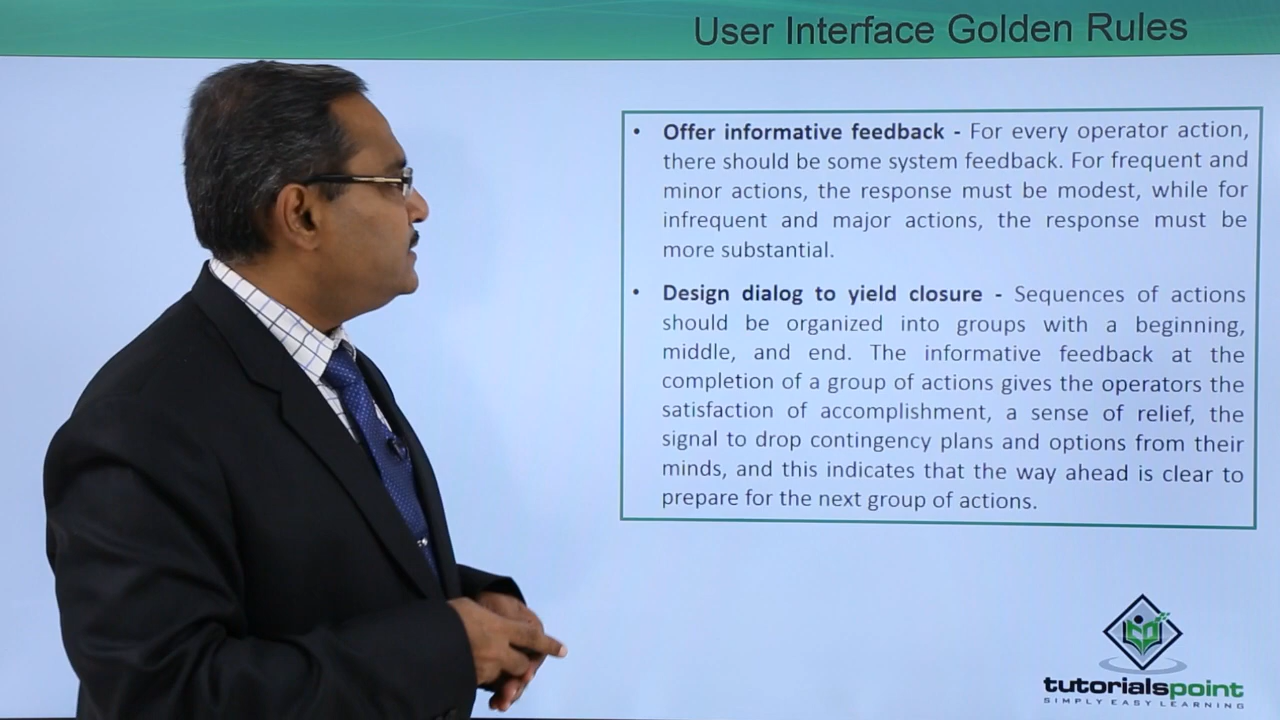 User Interface Golden Rules
• Offer informative feedback - For every operator action,
there should be some system feedback. For frequent and
minor actions, the response must be modest, while for
infrequent and major actions, the response must be
more substantial.
• Design dialog to yield closure - Sequences of actions
should be organized into groups with a beginning,
middle, and end. The informative feedback at the
completion of a group of actions gives the operators the
satisfaction of accomplishment, a sense of relief, the
signal to drop contingency plans and options from their
minds, and this indicates that the way ahead is clear to
prepare for the next group of actions.
tutorialspoint
SIMPLY EASY LEARNING